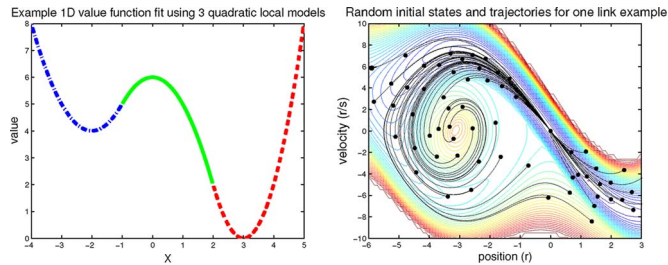 Example 1D value function fit using 3 quadratic local models
8
7
6
5
4
3
2
1
0
value
−4 −3 −2 −1 0 1 2 3 4 5
X
Random initial states and trajectories for one link example
10
8
6
4
2
0
−2
−4
−6
−8
−10
velocity (r/s)
−6 −5 −4 −3 −2 −1 0 1 2 3
position (r)